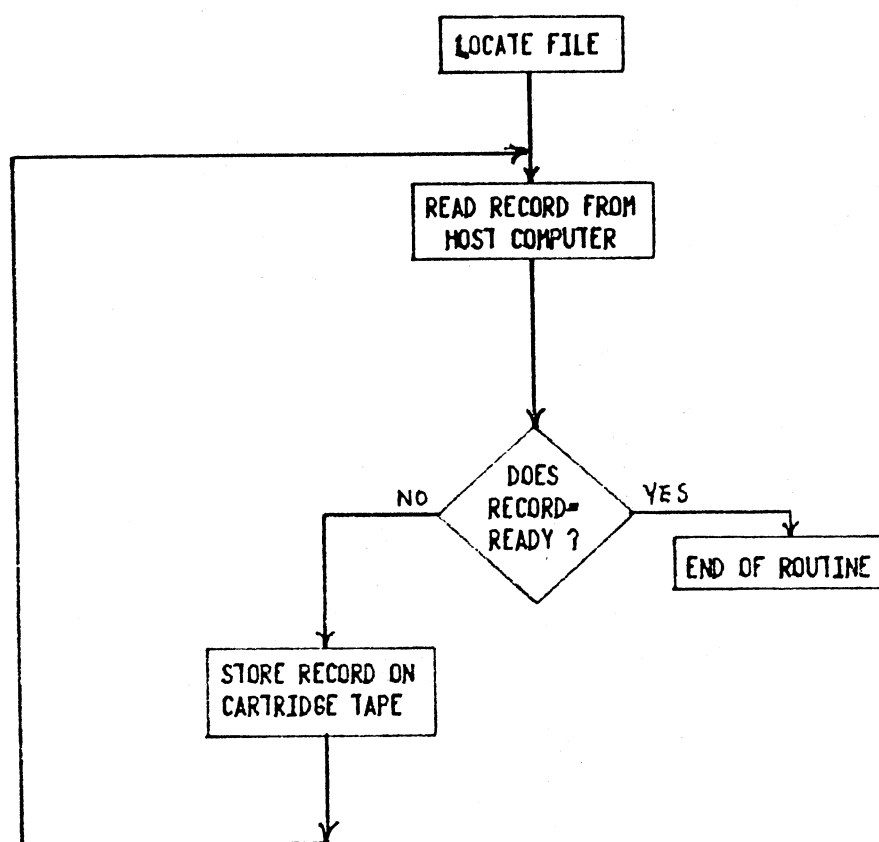 LOCATE FILE
READ RECORD FROM
HOST COMPUTER
DOES
RECORD=
READY ?
NO
YES
END OF ROUTINE
STORE RECORD ON
CARTRIDGE TAPE